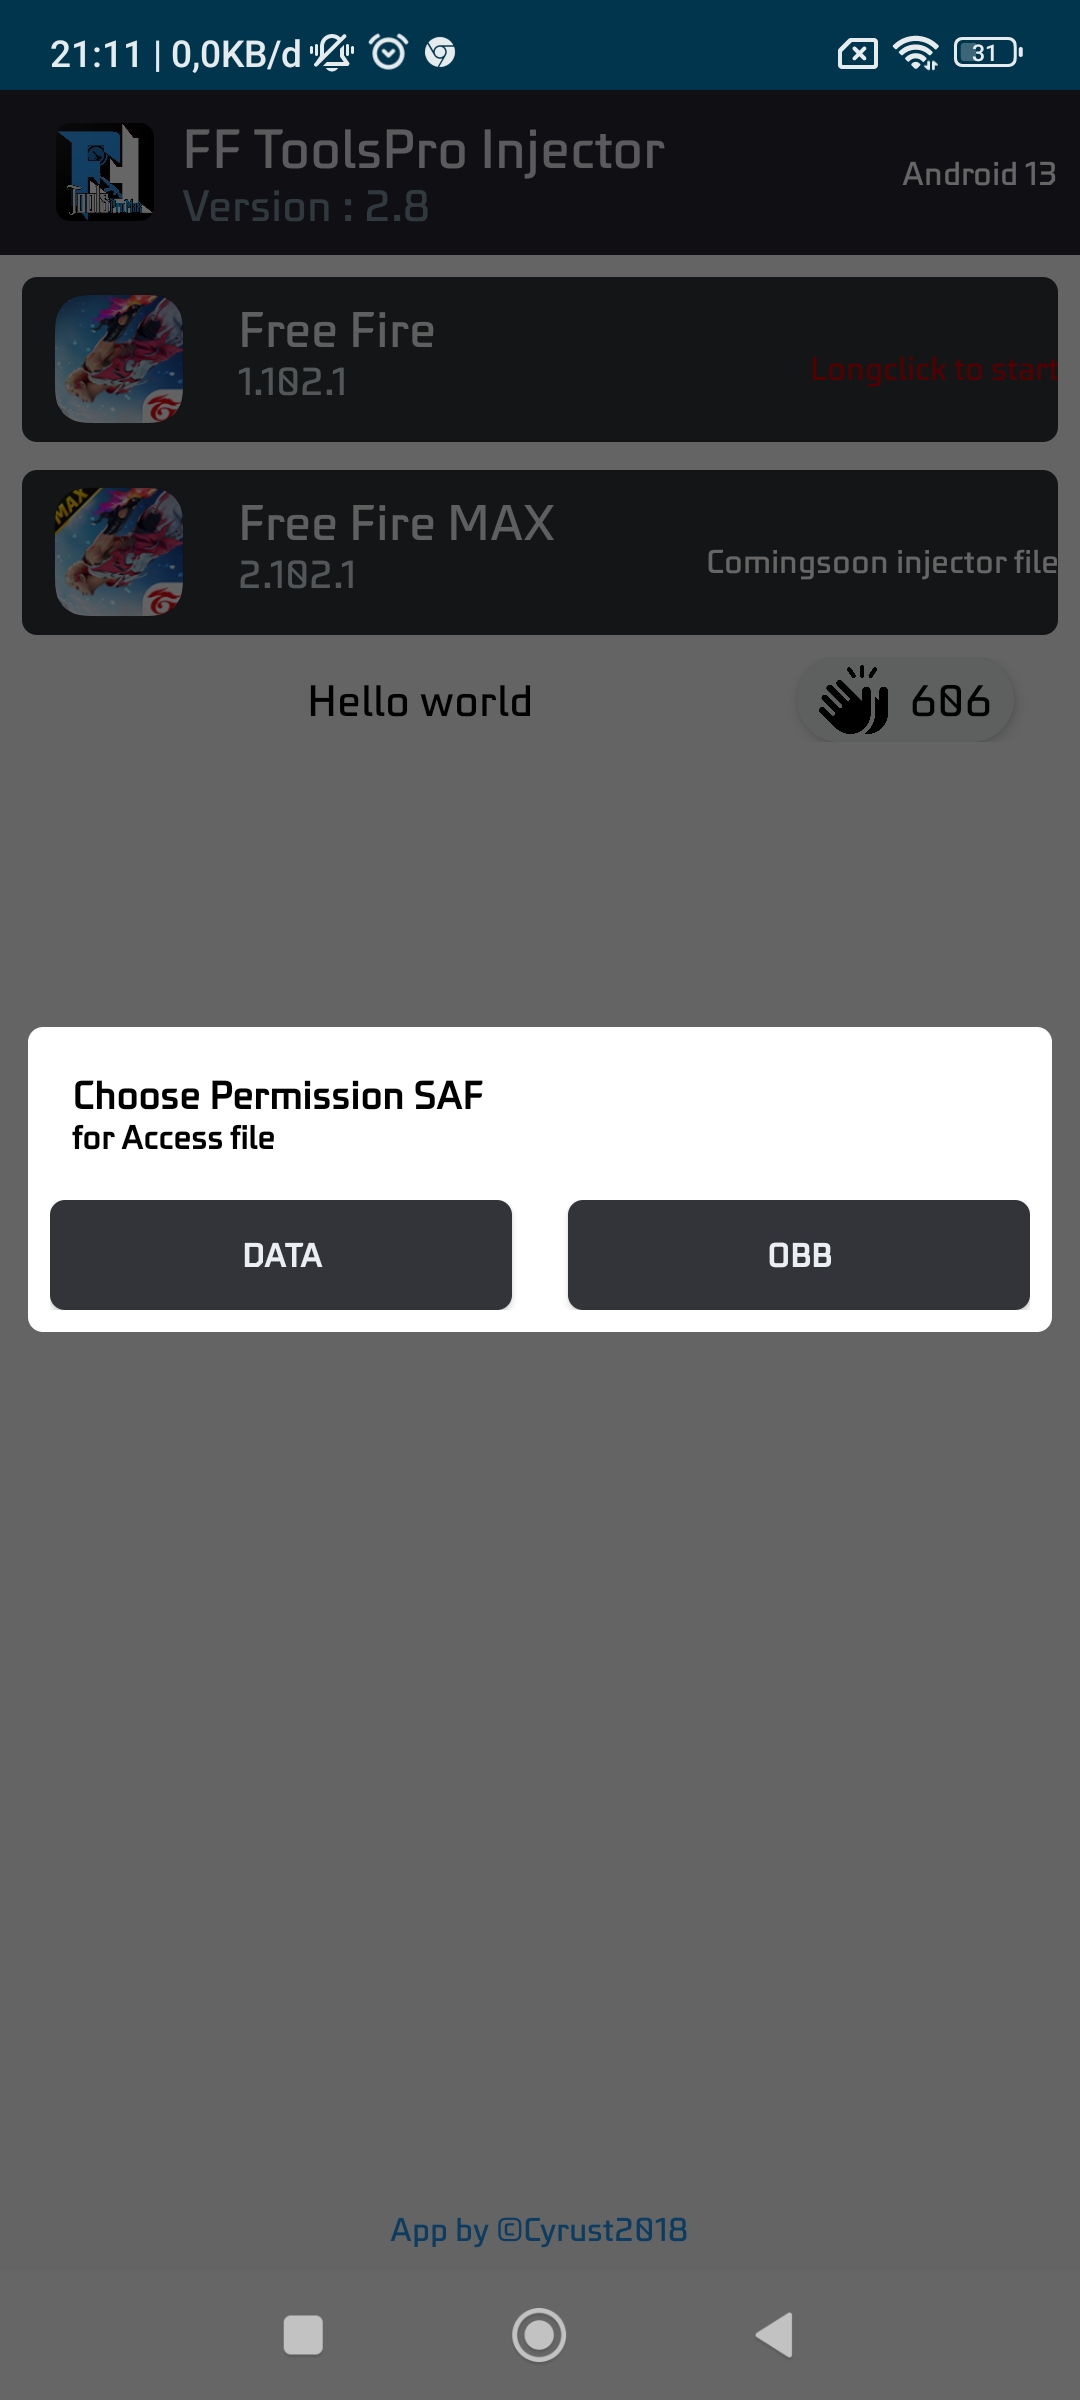 21:11 | 0,0KB/d
31
FF ToolsPro Injector
Version : 2.8
Android 13
Free Fire
1.102.1
Longclick to start
MAX
Free Fire MAX
2.102.1
Comingsoon injector file
Hello world
606
Choose Permission SAF
for Access file
DATA
OBB
App by ©Cyrust2018